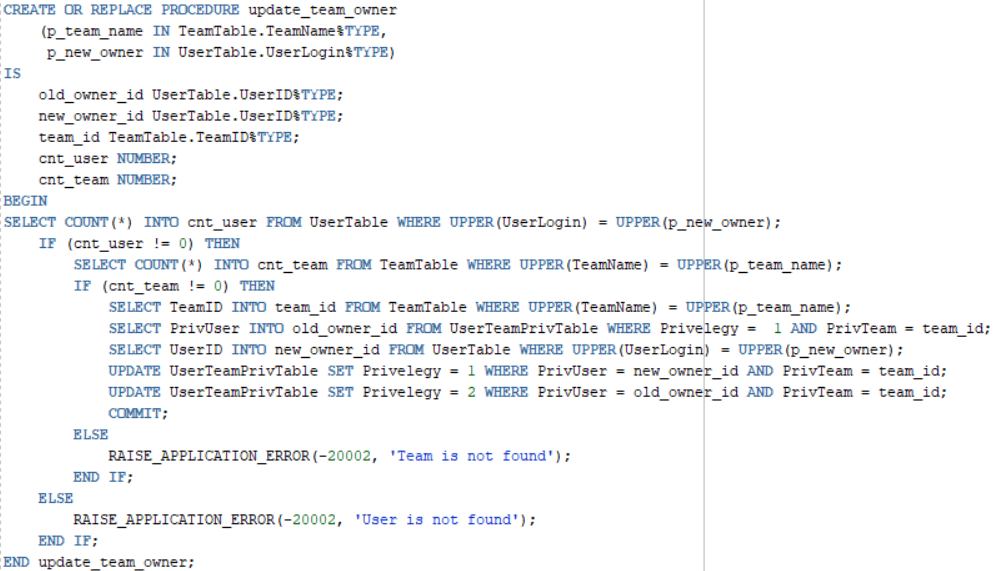 CREATE OR REPLACE PROCEDURE update_team_owner
    (p_team_name IN TeamTable.TeamName%TYPE,
     p_new_owner IN UserTable.UserLogin%TYPE)
IS
    old_owner_id UserTable.UserID%TYPE;
    new_owner_id UserTable.UserID%TYPE;
    team_id TeamTable.TeamID%TYPE;
    cnt_user NUMBER;
    cnt_team NUMBER;
BEGIN
SELECT COUNT(*) INTO cnt_user FROM UserTable WHERE UPPER(UserLogin) = UPPER(p_new_owner);
    IF (cnt_user != 0) THEN
        SELECT COUNT(*) INTO cnt_team FROM TeamTable WHERE UPPER(TeamName) = UPPER(p_team_name);
        IF (cnt_team != 0) THEN
            SELECT TeamID INTO team_id FROM TeamTable WHERE UPPER(TeamName) = UPPER(p_team_name);
            SELECT PrivUser INTO old_owner_id FROM UserTeamPrivTable WHERE Privelegy =  1 AND PrivTeam = team_id;
            SELECT UserID INTO new_owner_id FROM UserTable WHERE UPPER(UserLogin) = UPPER(p_new_owner);
            UPDATE UserTeamPrivTable SET Privelegy = 1 WHERE PrivUser = new_owner_id AND PrivTeam = team_id;
            UPDATE UserTeamPrivTable SET Privelegy = 2 WHERE PrivUser = old_owner_id AND PrivTeam = team_id;
            COMMIT;
        ELSE
            RAISE_APPLICATION_ERROR(-20002, 'Team is not found');
        END IF;
    ELSE
        RAISE_APPLICATION_ERROR(-20002, 'User is not found');
    END IF;
END update_team_owner;